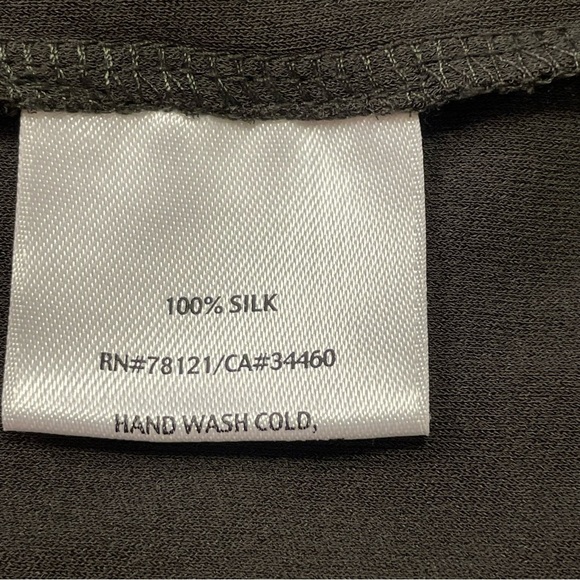 100% SILK
RN#78121/CA#34460
HAND WASH COLD,